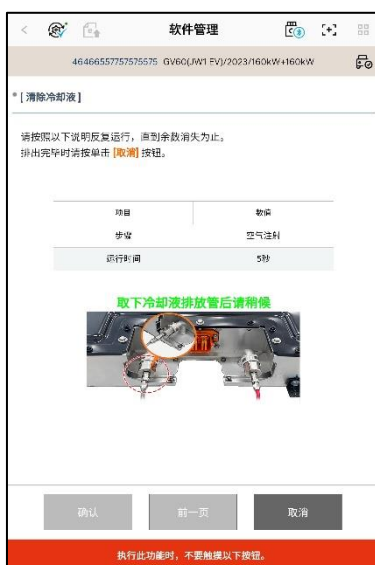 软件管理
46466557757575575 GV60(JW1 EV)/2023/160kW+160kW
* [ 清除冷却液 ]
请按照以下说明反复运行，直到余数消失为止。
排出完毕时请按单击 [取消] 按钮。
项目 数值
步骤 空气注射
运行时间 5秒
取下冷却液排放管后请稍候
确认 前一页 取消
执行此功能时，不要触摸以下按钮。